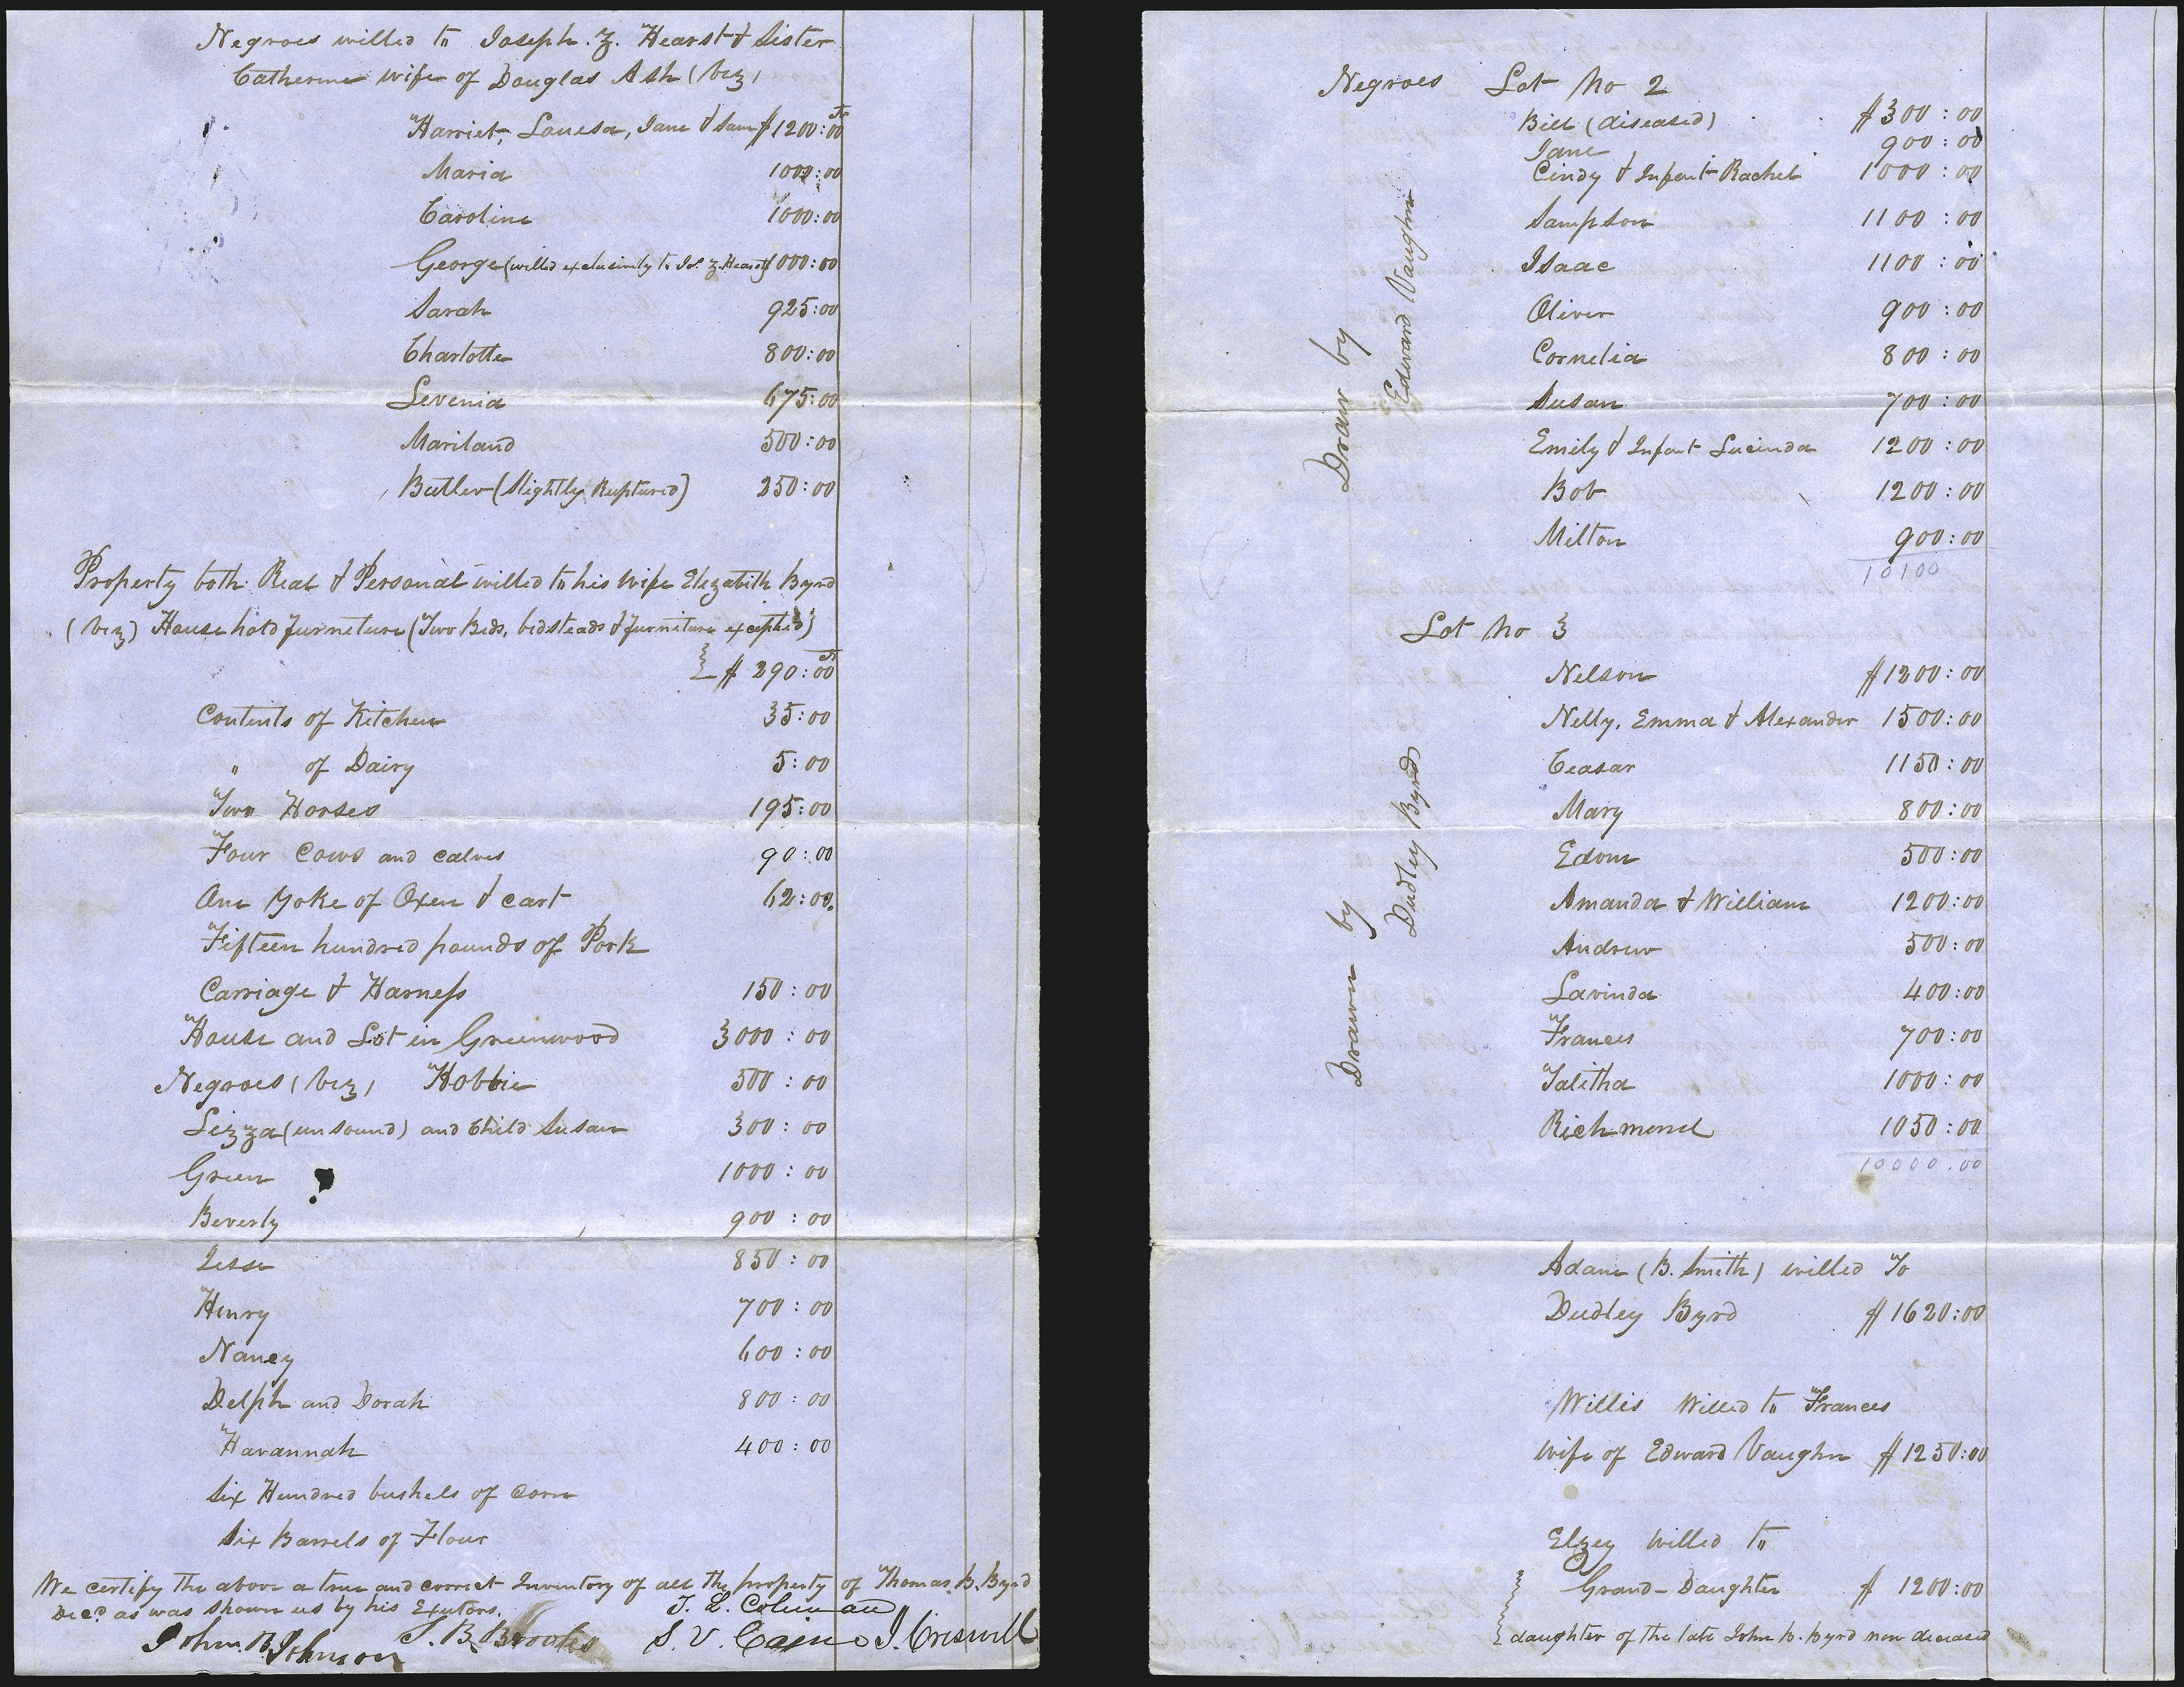 Negroes willed to Joseph. Z. Hearst & Sister
Catherine wife of Douglas Ash (viz)
Harriet, Louesa, Jane & Sam $1200:00
Maria 1000:00
Caroline 1000:00
George (willed exclusively to Js. Z. Hearst) 1000:00
Sarah 925:00
Charlotte 800:00
Levenia 675:00
Mariland 500:00
Butler (Slightly Ruptured) 250:00
Property both Real & Personal willed to his Wife Elezabith Byrd
(viz) House hold furneture (Two Beds, bedsteads & furniture excepted)
$ 290:00
Contents of Kitchen 35:00
" of Dairy 5:00
Two Horses 195:00
Four Cows and calves 90:00
One Yoke of Oxen & cart 62:00
Fifteen hundred pounds of Pork
Carriage & Harness 150:00
House and Lot in Greenwood 3000:00
Negroes (viz) Hobbie 500:00
Lizza (unsound) and Child Susan 300:00
Green 1000:00
Beverly 900:00
Jesse 850:00
Henry 700:00
Nancy 600:00
Delph and Dorah 800:00
Havannah 400:00
Six Hundred bushels of Corn
Six Barrels of Flour
We certify the above a true and correct Inventory of all the property of Thomas. B. Byrd
Decd as was shown us by his Exutors.
T. L. Coleman
John. B. Johnson S. B. Brooks S. V. Cain J. Creswell
Negroes Lot No 2
Bill (diseased) $300:00
Jane 900:00
Cindy & Infant Rachel 1000:00
Sampson 1100:00
Isaac 1100:00
Oliver 900:00
Cornelia 800:00
Susan 700:00
Emily & Infant Lucinda 1200:00
Bob 1200:00
Milton 900:00
10100
Drawn by
Edward Vaughn
Lot No 3
Nelson $1200:00
Nelly, Emma & Alexander 1500:00
Ceasar 1150:00
Mary 800:00
Edom 500:00
Amanda & William 1200:00
Andrew 500:00
Lavinda 400:00
Frances 700:00
Talitha 1000:00
Richmond 1050:00
10000.00
Drawn by
Dudley Byrd
Adam (B. Smith) willed To
Dudley Byrd $1620:00
Willis Willed to Frances
Wife of Edward Vaughn $1250:00
Elzey Willed to
Grand-Daughter $ 1200:00
daughter of the late John B. Byrd now deceased